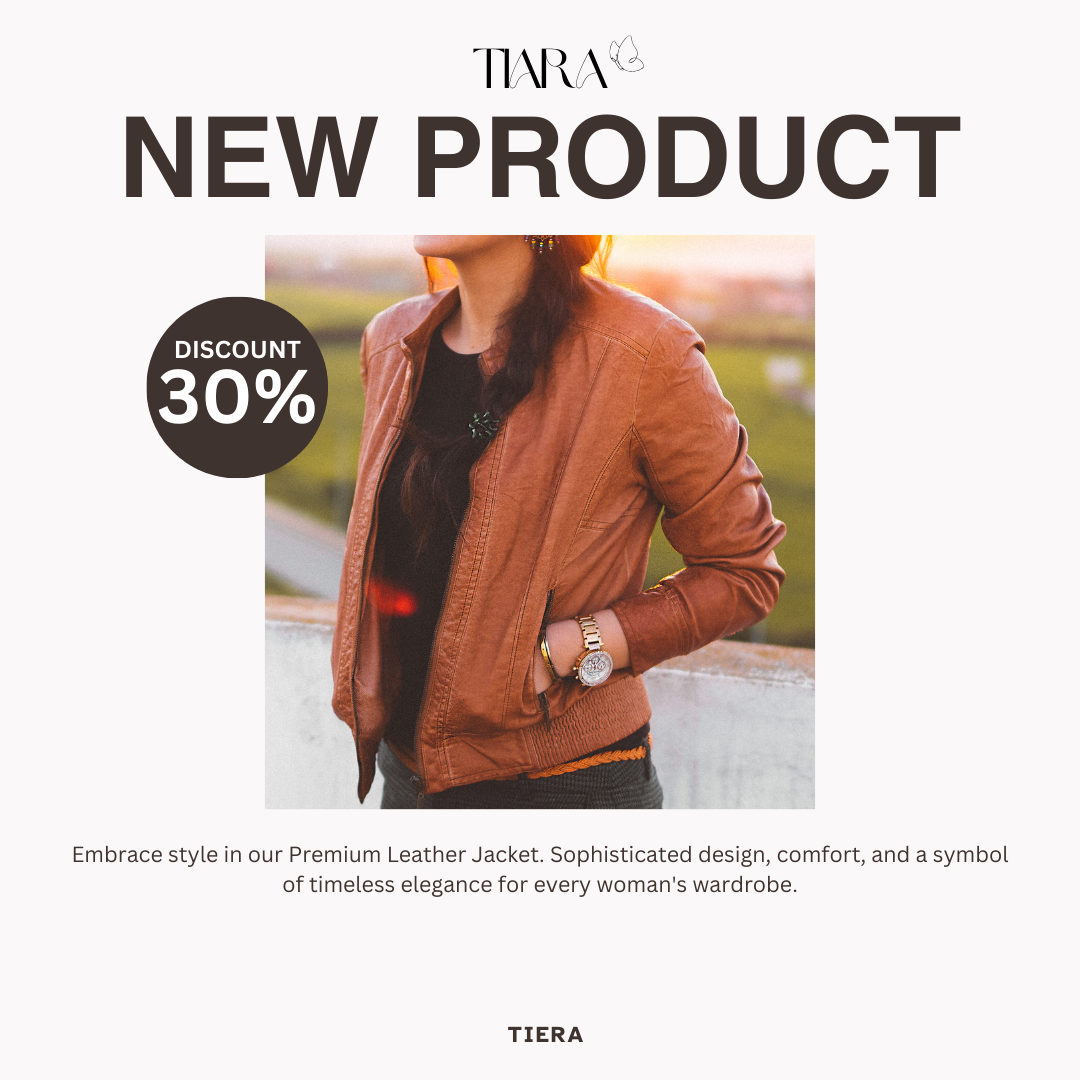 TIARA
NEW PRODUCT
DISCOUNT
30%
Embrace style in our Premium Leather Jacket. Sophisticated design, comfort, and a symbol
of timeless elegance for every woman's wardrobe.
TIERA